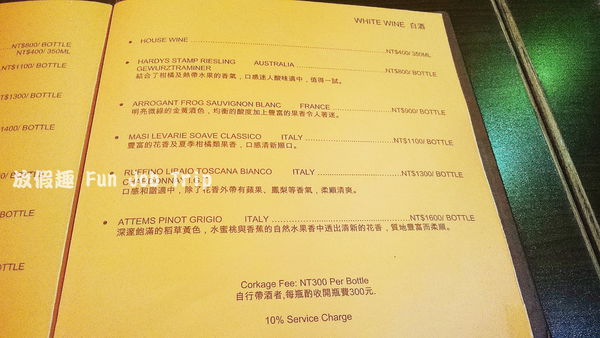 WHITE WINE 白酒
HOUSE WINE ... NT$400/ 350ML
HARDYS STAMP RIESLING AUSTRALIA ... NT$800/ BOTTLE
GEWURZTRAMINER
結合了柑橘及熱帶水果的香氣，口感迷人酸味適中，值得一試。
ARROGANT FROG SAUVIGNON BLANC FRANCE ... NT$900/ BOTTLE
明亮微綠的金黃酒色，均衡的酸度加上豐富的果香令人著迷。
MASI LEVARIE SOAVE CLASSICO ITALY ... NT$1100/ BOTTLE
豐富的花香及夏季柑橘類果香，口感清新順口。
RUFFINO LIBAIO TOSCANA BIANCO ITALY ... NT$1300/ BOTTLE
口感和諧適中，除了花香外帶有蘋果、鳳梨等香氣，柔順清爽。
ATTEMS PINOT GRIGIO ITALY ... NT$1600/ BOTTLE
深邃飽滿的稻草黃色，水蜜桃與香蕉的自然水果香中透出清新的花香，質地豐富而柔順。
Corkage Fee: NT300 Per Bottle
自行帶酒者,每瓶酌收開瓶費300元.
10% Service Charge
NT$800/ BOTTLE
NT$400/ 350ML
NT$1100/ BOTTLE
NT$1300/ BOTTLE
1400/ BOTTLE
/ BOTTLE
BOTTLE
OTTLE
放假趣 Fun Job Trip